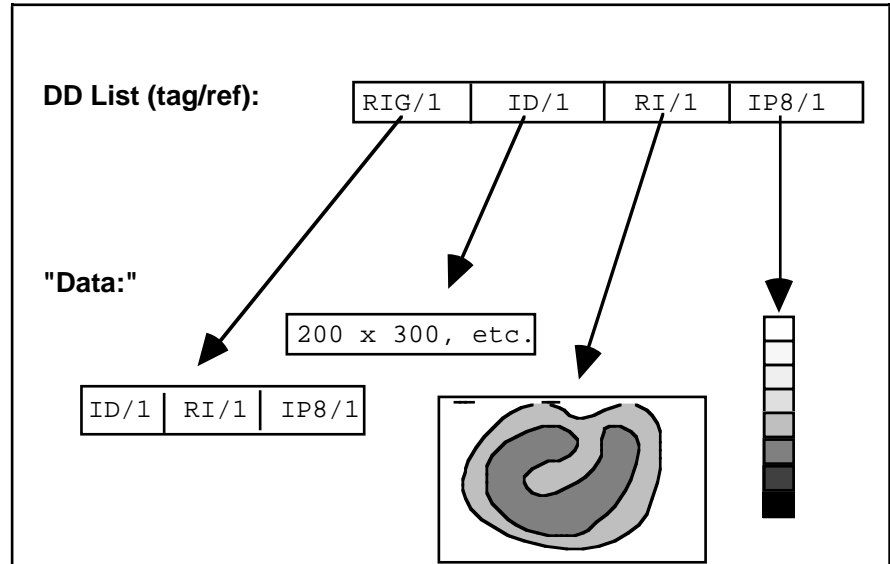 DD List (tag/ref): RIG/1 ID/1 RI/1 IP8/1
"Data:"
200 x 300, etc.
ID/1 RI/1 IP8/1